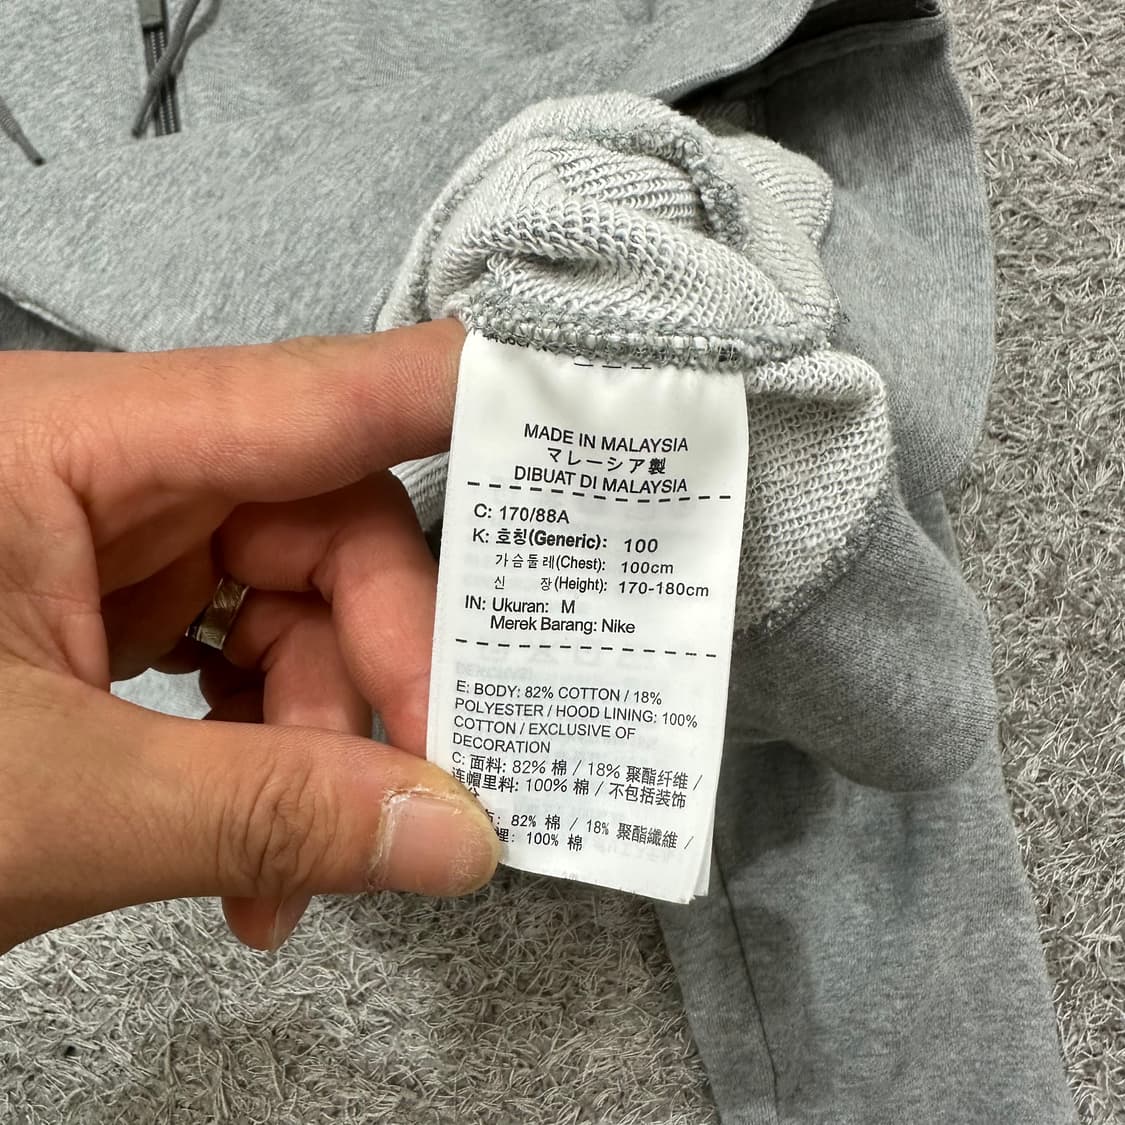 MADE IN MALAYSIA
マレーシア製
DIBUAT DI MALAYSIA
C: 170/88A
K: 호칭(Generic): 100
가슴둘레(Chest): 100cm
신 장(Height): 170-180cm
IN: Ukuran: M
Merek Barang: Nike
E: BODY: 82% COTTON / 18%
POLYESTER / HOOD LINING: 100%
COTTON / EXCLUSIVE OF
DECORATION
C: 面料: 82% 棉 / 18% 聚酯纤维 /
连帽里料: 100% 棉 / 不包括装饰
: 82% 棉 / 18% 聚酯纖維 /
裡: 100% 棉